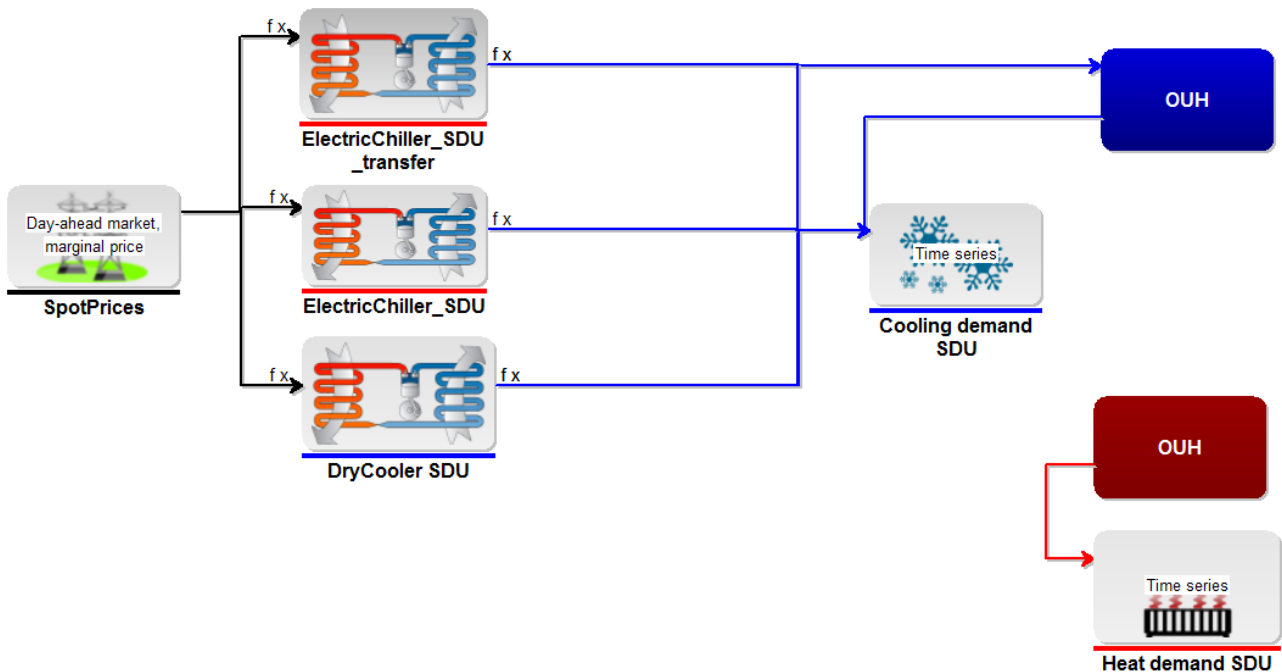 f x
f x
ElectricChiller_SDU
_transfer
OUH
Day-ahead market,
marginal price
SpotPrices
f x
f x
ElectricChiller_SDU
Time series
Cooling demand
SDU
f x
f x
DryCooler SDU
OUH
Time series
Heat demand SDU